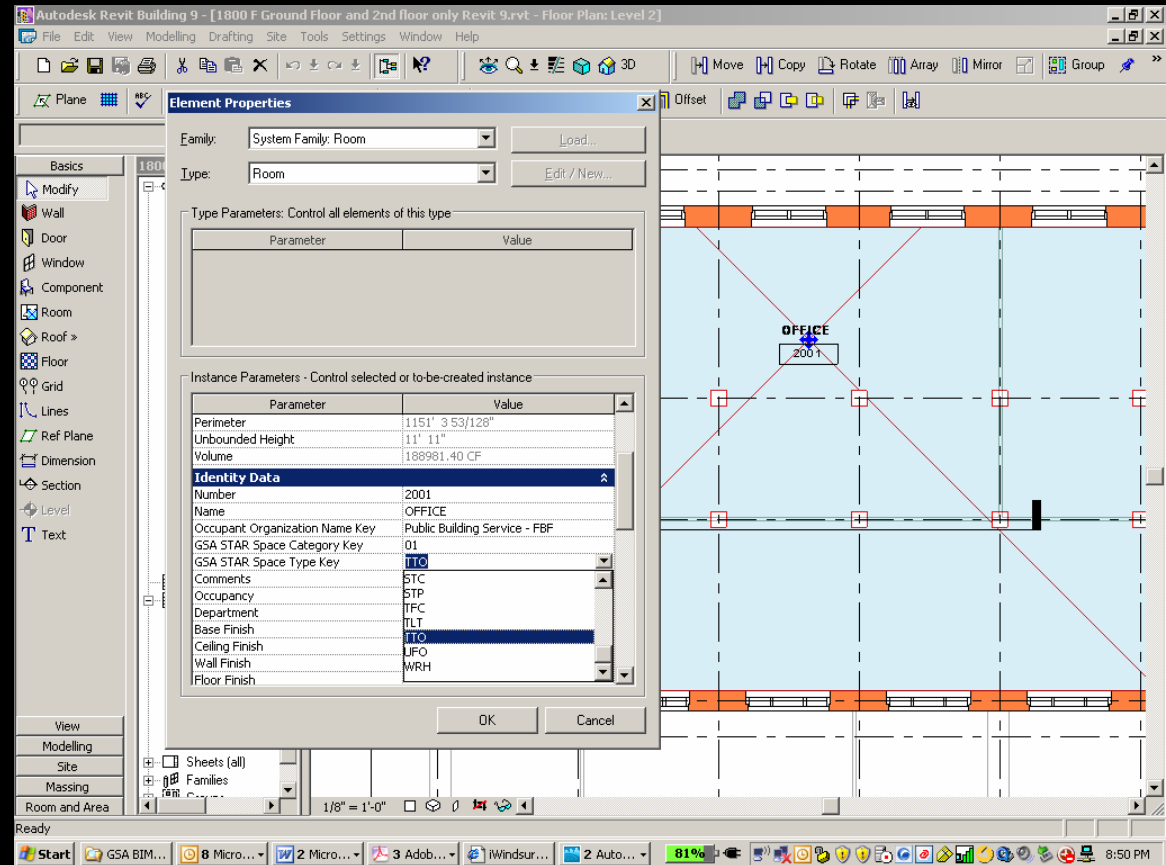 Autodesk Revit Building 9 - [1800 F Ground Floor and 2nd floor only Revit 9.rvt - Floor Plan: Level 2]
File Edit View Modelling Drafting Site Tools Settings Window Help
3D Move Copy Rotate Array Mirror Group
Plane ABC Offset
Element Properties
Family: System Family: Room Load...
Type: Room Edit / New...
Type Parameters: Control all elements of this type
Parameter Value
Instance Parameters - Control selected or to-be-created instance
Parameter Value
Perimeter 1151' 3 53/128"
Unbounded Height 11' 11"
Volume 188981.40 CF
Identity Data
Number 2001
Name OFFICE
Occupant Organization Name Key Public Building Service - FBF
GSA STAR Space Category Key 01
GSA STAR Space Type Key TTO
Comments STC
Occupancy STP
Department TFC
TLT
Base Finish TTO
Ceiling Finish UFO
Wall Finish WRH
Floor Finish
OK Cancel
Basics
Modify
Wall
Door
Window
Component
Room
Roof »
Floor
Grid
Lines
Ref Plane
Dimension
Section
Level
Text
View
Modelling
Site
Massing
Room and Area
1800
Sheets (all)
Families
OFFICE
2001
1/8" = 1'-0"
Ready
Start GSA BIM... 8 Micro... 2 Micro... 3 Adob... iWindsur... 2 Auto... 81% 8:50 PM